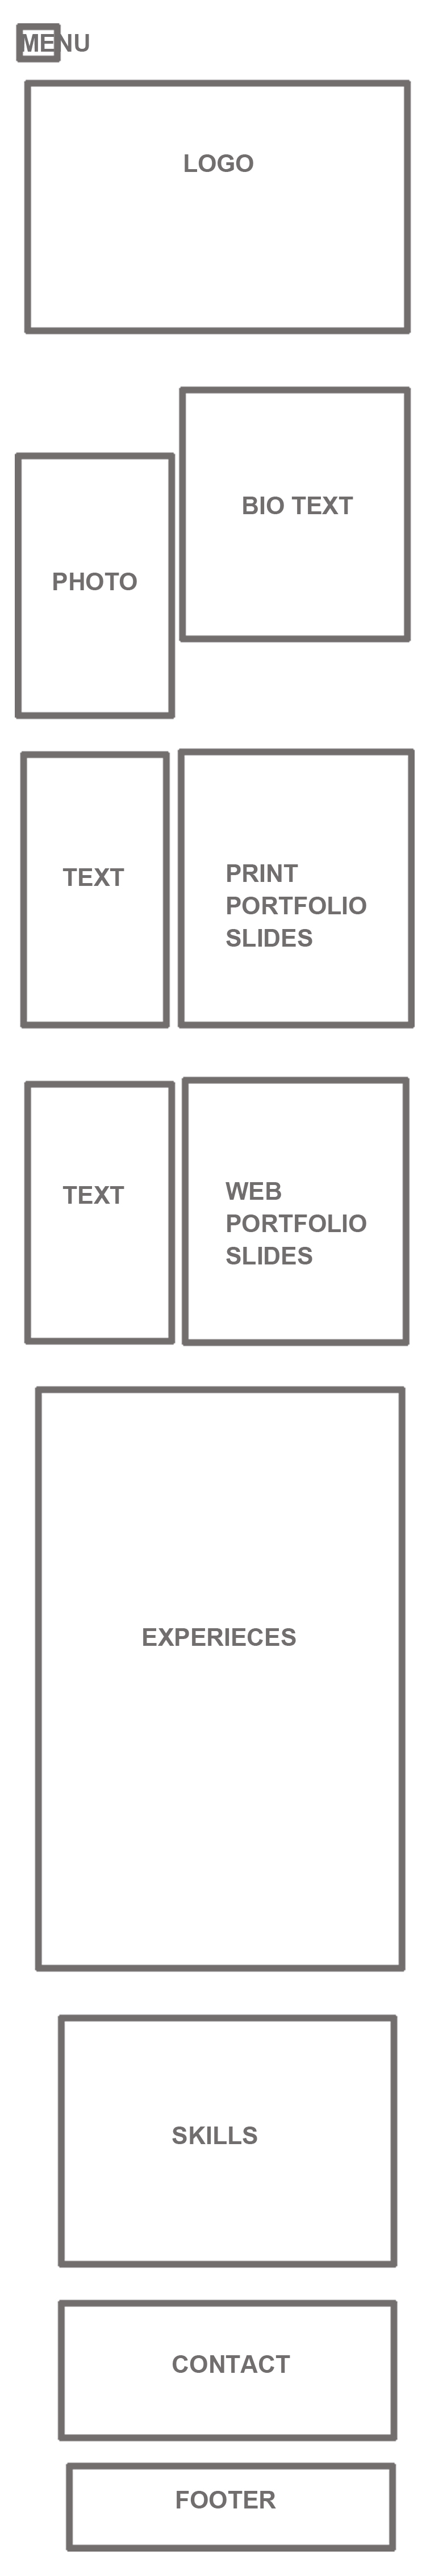 MENU
LOGO
BIO TEXT
PHOTO
TEXT
PRINT
PORTFOLIO
SLIDES
TEXT
WEB
PORTFOLIO
SLIDES
EXPERIECES
SKILLS
CONTACT
FOOTER